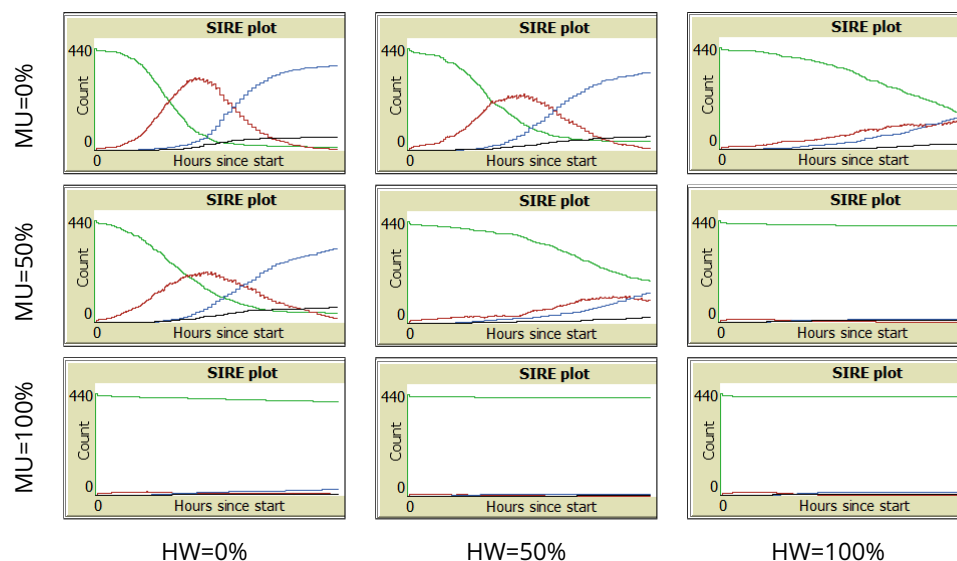 SIRE plot
SIRE plot
SIRE plot
MU=0%
440
Count
0
0
Hours since start
440
Count
0
0
Hours since start
440
Count
0
0
Hours since start
SIRE plot
SIRE plot
SIRE plot
MU=50%
440
Count
0
0
Hours since start
440
Count
0
0
Hours since start
440
Count
0
0
Hours since start
SIRE plot
SIRE plot
SIRE plot
MU=100%
440
Count
0
0
Hours since start
440
Count
0
0
Hours since start
440
Count
0
0
Hours since start
HW=0%
HW=50%
HW=100%